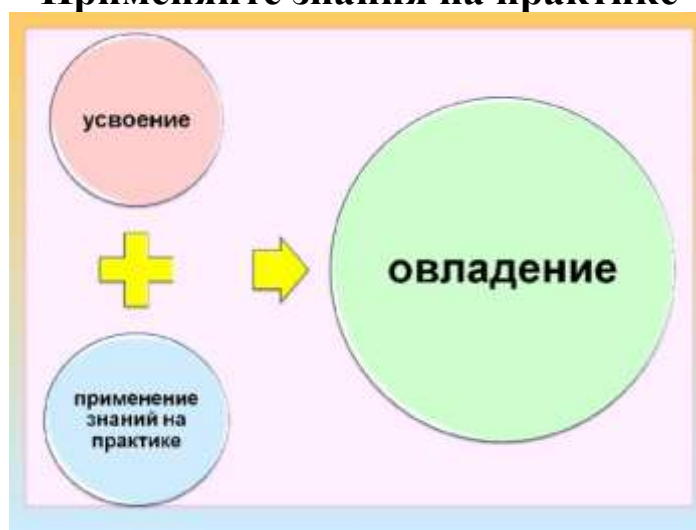 Применяйте знания на практике
усвоение
применение
знаний на
практике
овладение